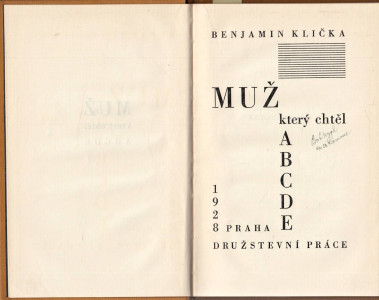 BENJAMIN KLIČKA
MUŽ
který chtěl
A
B
C
D
E
1
9
2
8
PRAHA
DRUŽSTEVNÍ PRÁCE